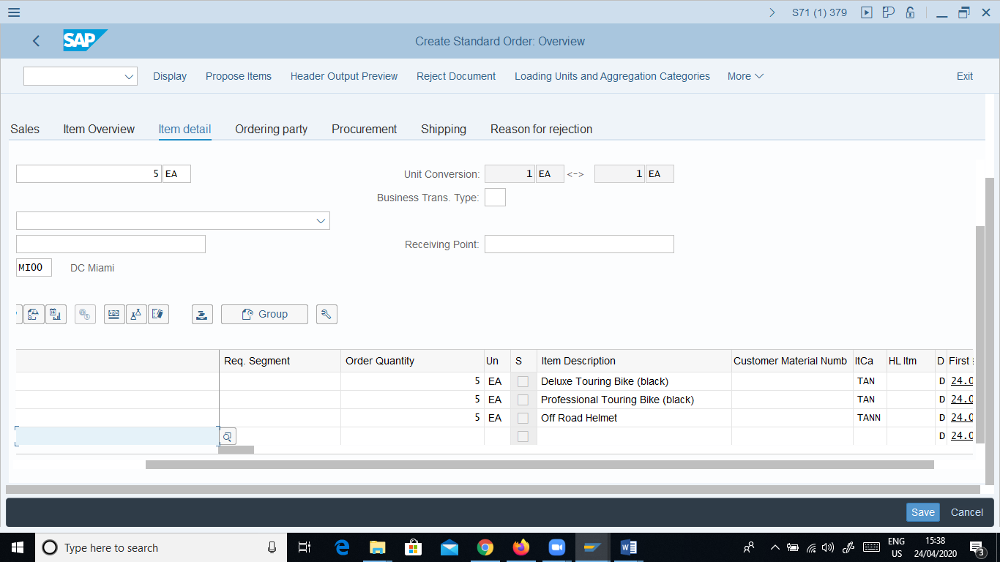 S71 (1) 379
SAP
Create Standard Order: Overview
Display Propose Items Header Output Preview Reject Document Loading Units and Aggregation Categories More Exit
Sales Item Overview Item detail Ordering party Procurement Shipping Reason for rejection
5 EA Unit Conversion: 1 EA <-> 1 EA
Business Trans. Type:
Receiving Point:
MI00 DC Miami
Group
Req. Segment Order Quantity Un S Item Description Customer Material Numb ItCa HL Itm D First
5 EA Deluxe Touring Bike (black) TAN D 24.0
5 EA Professional Touring Bike (black) TAN D 24.0
5 EA Off Road Helmet TANN D 24.0
D 24.0
Save Cancel
Type here to search
ENG 15:38
US 24/04/2020 3